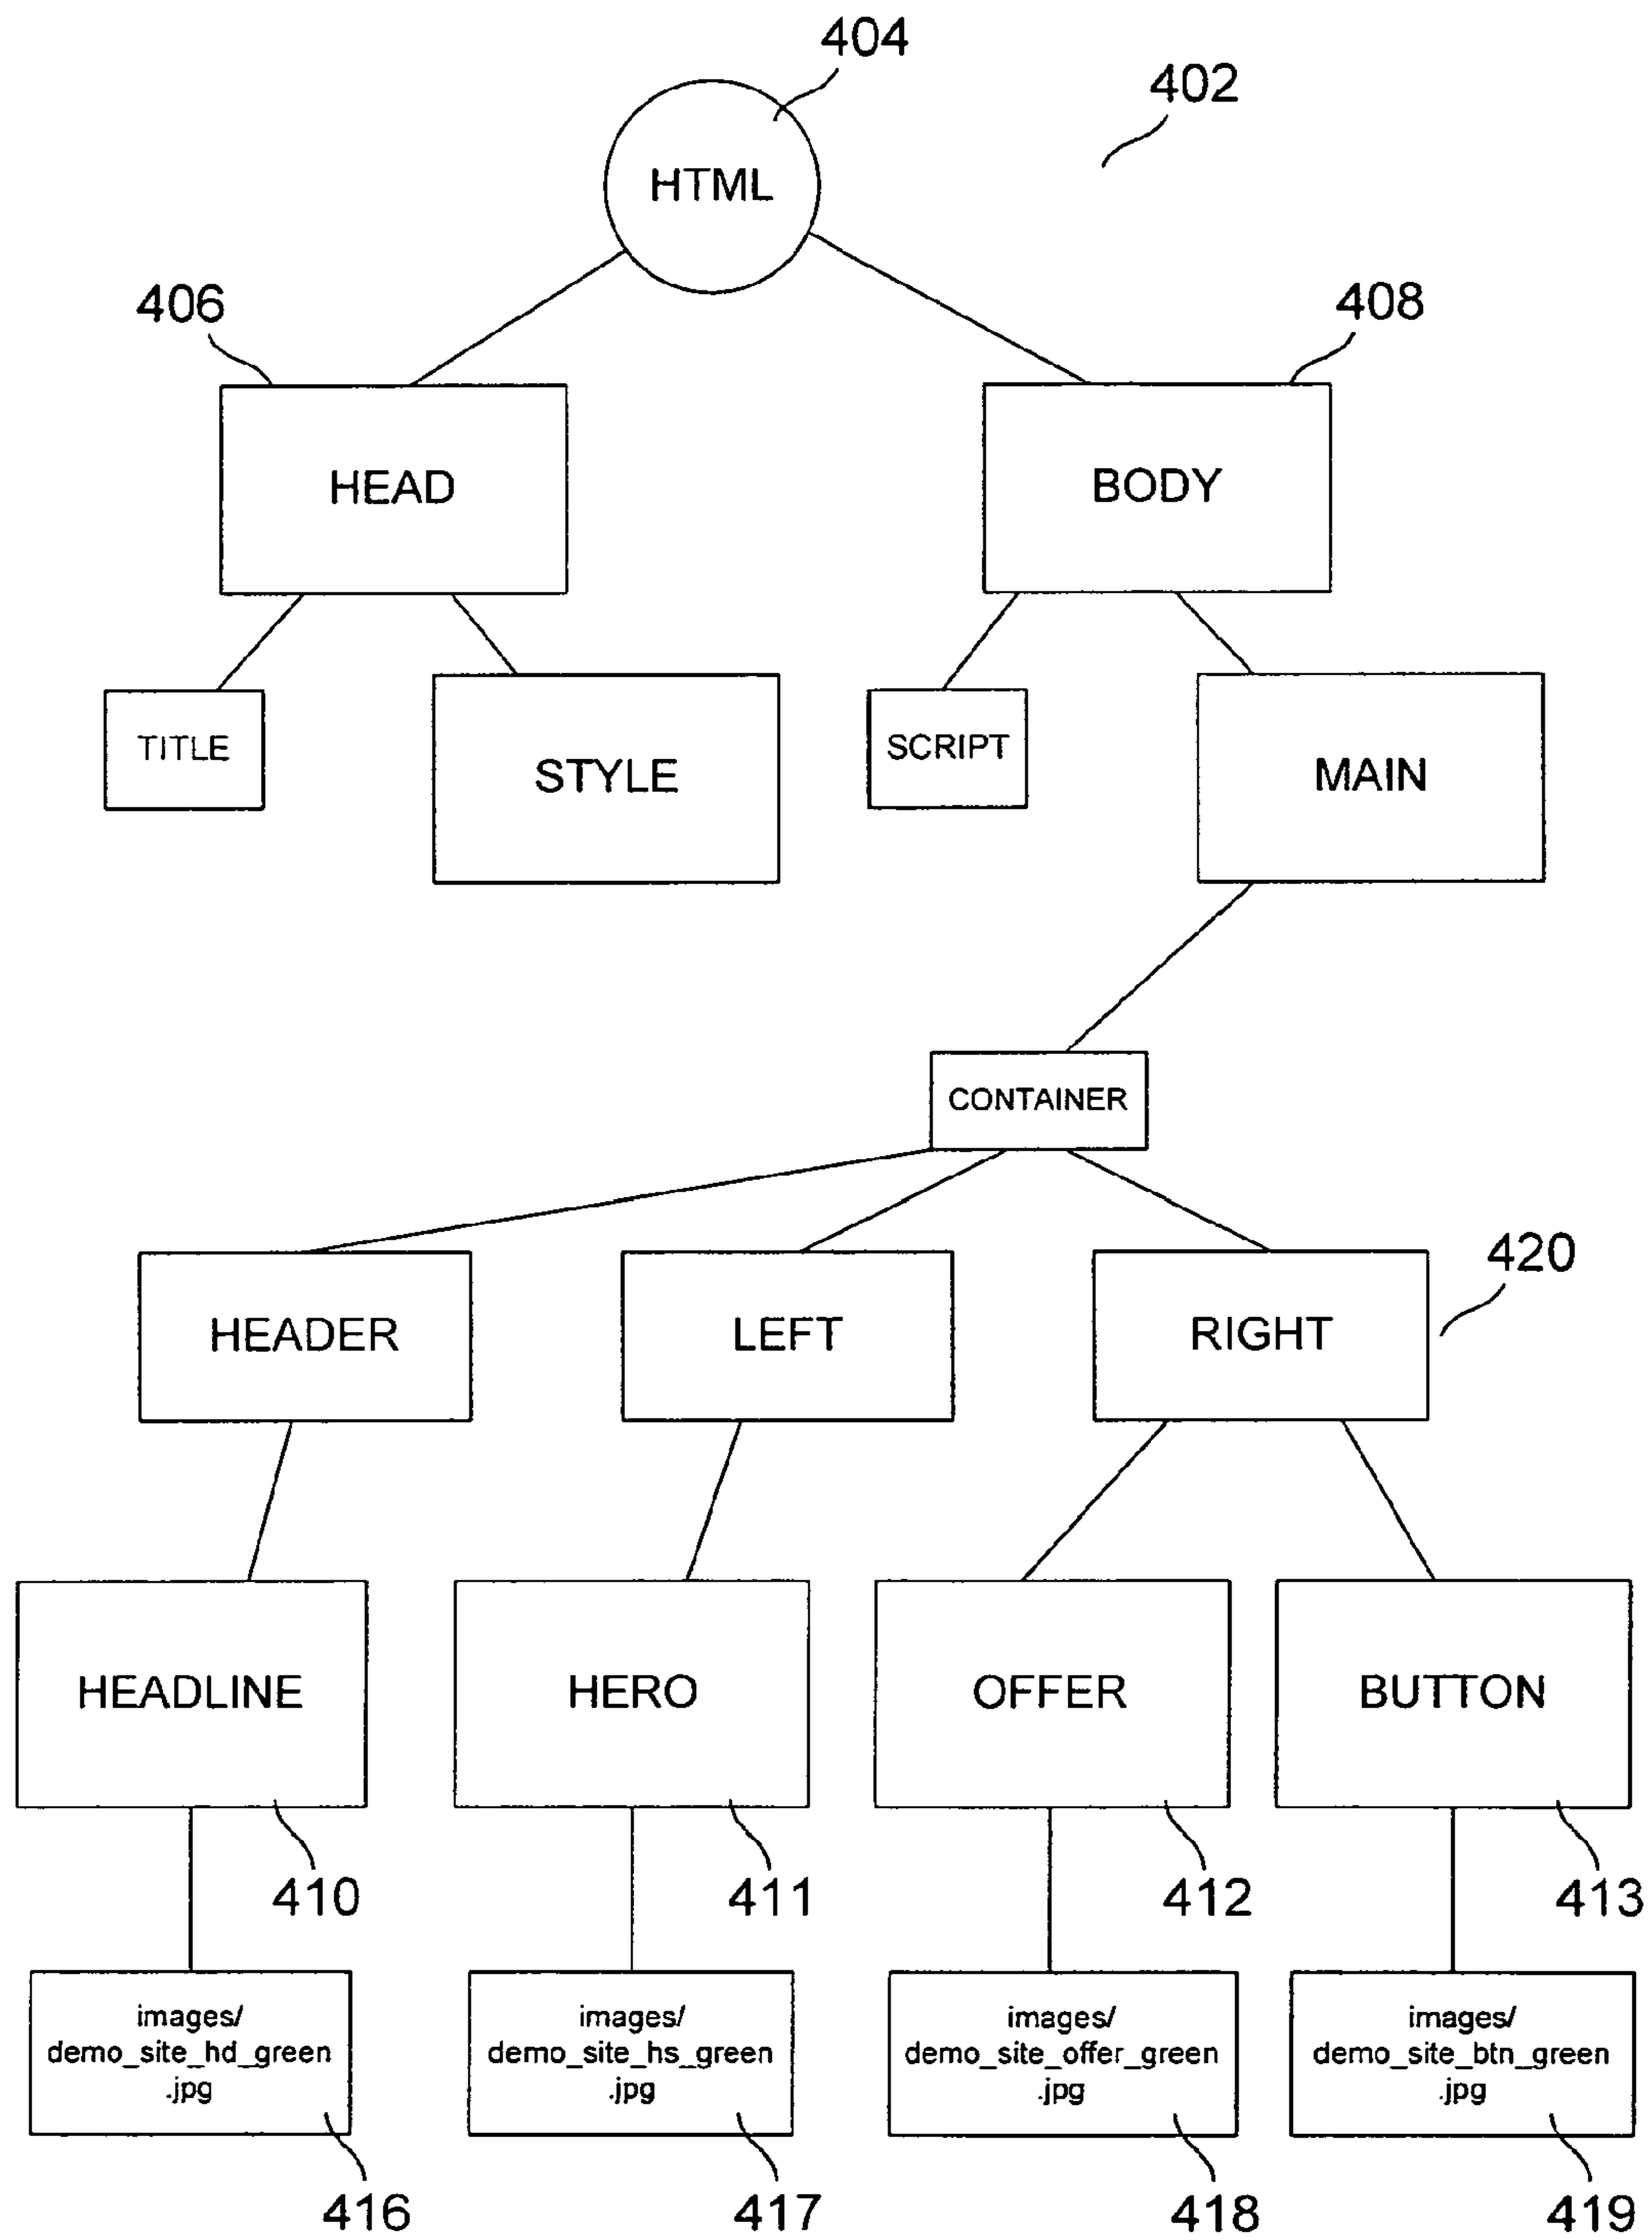 404
402
HTML
406
408
HEAD
BODY
TITLE
STYLE
SCRIPT
MAIN
CONTAINER
420
HEADER
LEFT
RIGHT
HEADLINE
HERO
OFFER
BUTTON
410
411
412
413
images/
demo_site_hd_green
.jpg
images/
demo_site_hs_green
.jpg
images/
demo_site_offer_green
.jpg
images/
demo_site_btn_green
.jpg
416
417
418
419